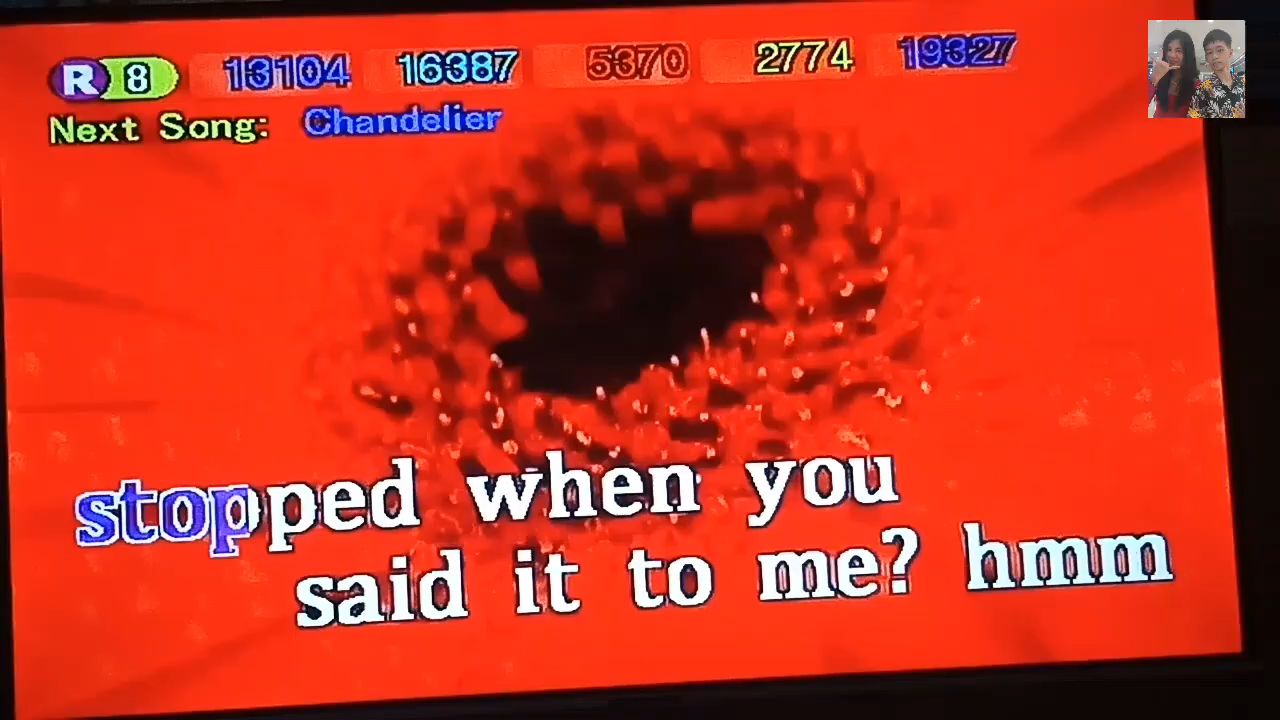 R 8 13104 16387 5370 2774 19327
Next Song: Chandelier
stopped when you
said it to me? hmm